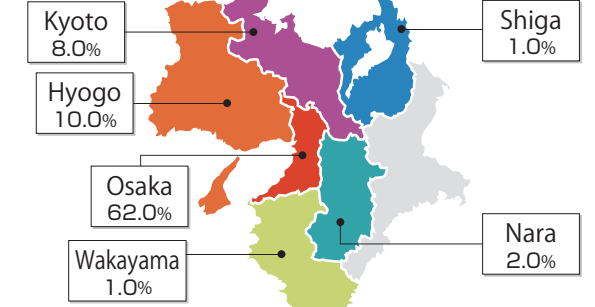 Kyoto
8.0%
Shiga
1.0%
Hyogo
10.0%
Osaka
62.0%
Wakayama
1.0%
Nara
2.0%